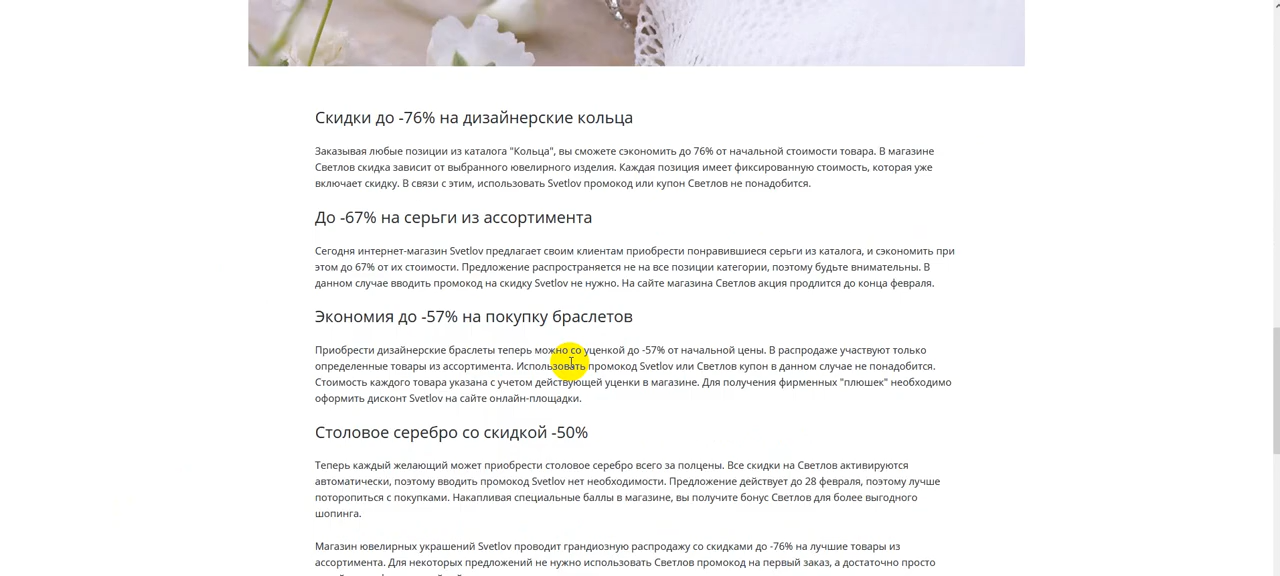 Скидки до -76% на дизайнерские кольца
Заказывая любые позиции из каталога "Кольца", вы сможете сэкономить до 76% от начальной стоимости товара. В магазине
Светлов скидка зависит от выбранного ювелирного изделия. Каждая позиция имеет фиксированную стоимость, которая уже
включает скидку. В связи с этим, использовать Svetlov промокод или купон Светлов не понадобится.
До -67% на серьги из ассортимента
Сегодня интернет-магазин Svetlov предлагает своим клиентам приобрести понравившиеся серьги из каталога, и сэкономить при
этом до 67% от их стоимости. Предложение распространяется не на все позиции категории, поэтому будьте внимательны. В
данном случае вводить промокод на скидку Svetlov не нужно. На сайте магазина Светлов акция продлится до конца февраля.
Экономия до -57% на покупку браслетов
Приобрести дизайнерские браслеты теперь можно со уценкой до -57% от начальной цены. В распродаже участвуют только
определенные товары из ассортимента. Использовать промокод Svetlov или Светлов купон в данном случае не понадобится.
Стоимость каждого товара указана с учетом действующей уценки в магазине. Для получения фирменных "плюшек" необходимо
оформить дисконт Svetlov на сайте онлайн-площадки.
Столовое серебро со скидкой -50%
Теперь каждый желающий может приобрести столовое серебро всего за полцены. Все скидки на Светлов активируются
автоматически, поэтому вводить промокод Svetlov нет необходимости. Предложение действует до 28 февраля, поэтому лучше
поторопиться с покупками. Накапливая специальные баллы в магазине, вы получите бонус Светлов для более выгодного
шопинга.
Магазин ювелирных украшений Svetlov проводит грандиозную распродажу со скидками до -76% на лучшие товары из
ассортимента. Для некоторых предложений не нужно использовать Светлов промокод на первый заказ, а достаточно просто